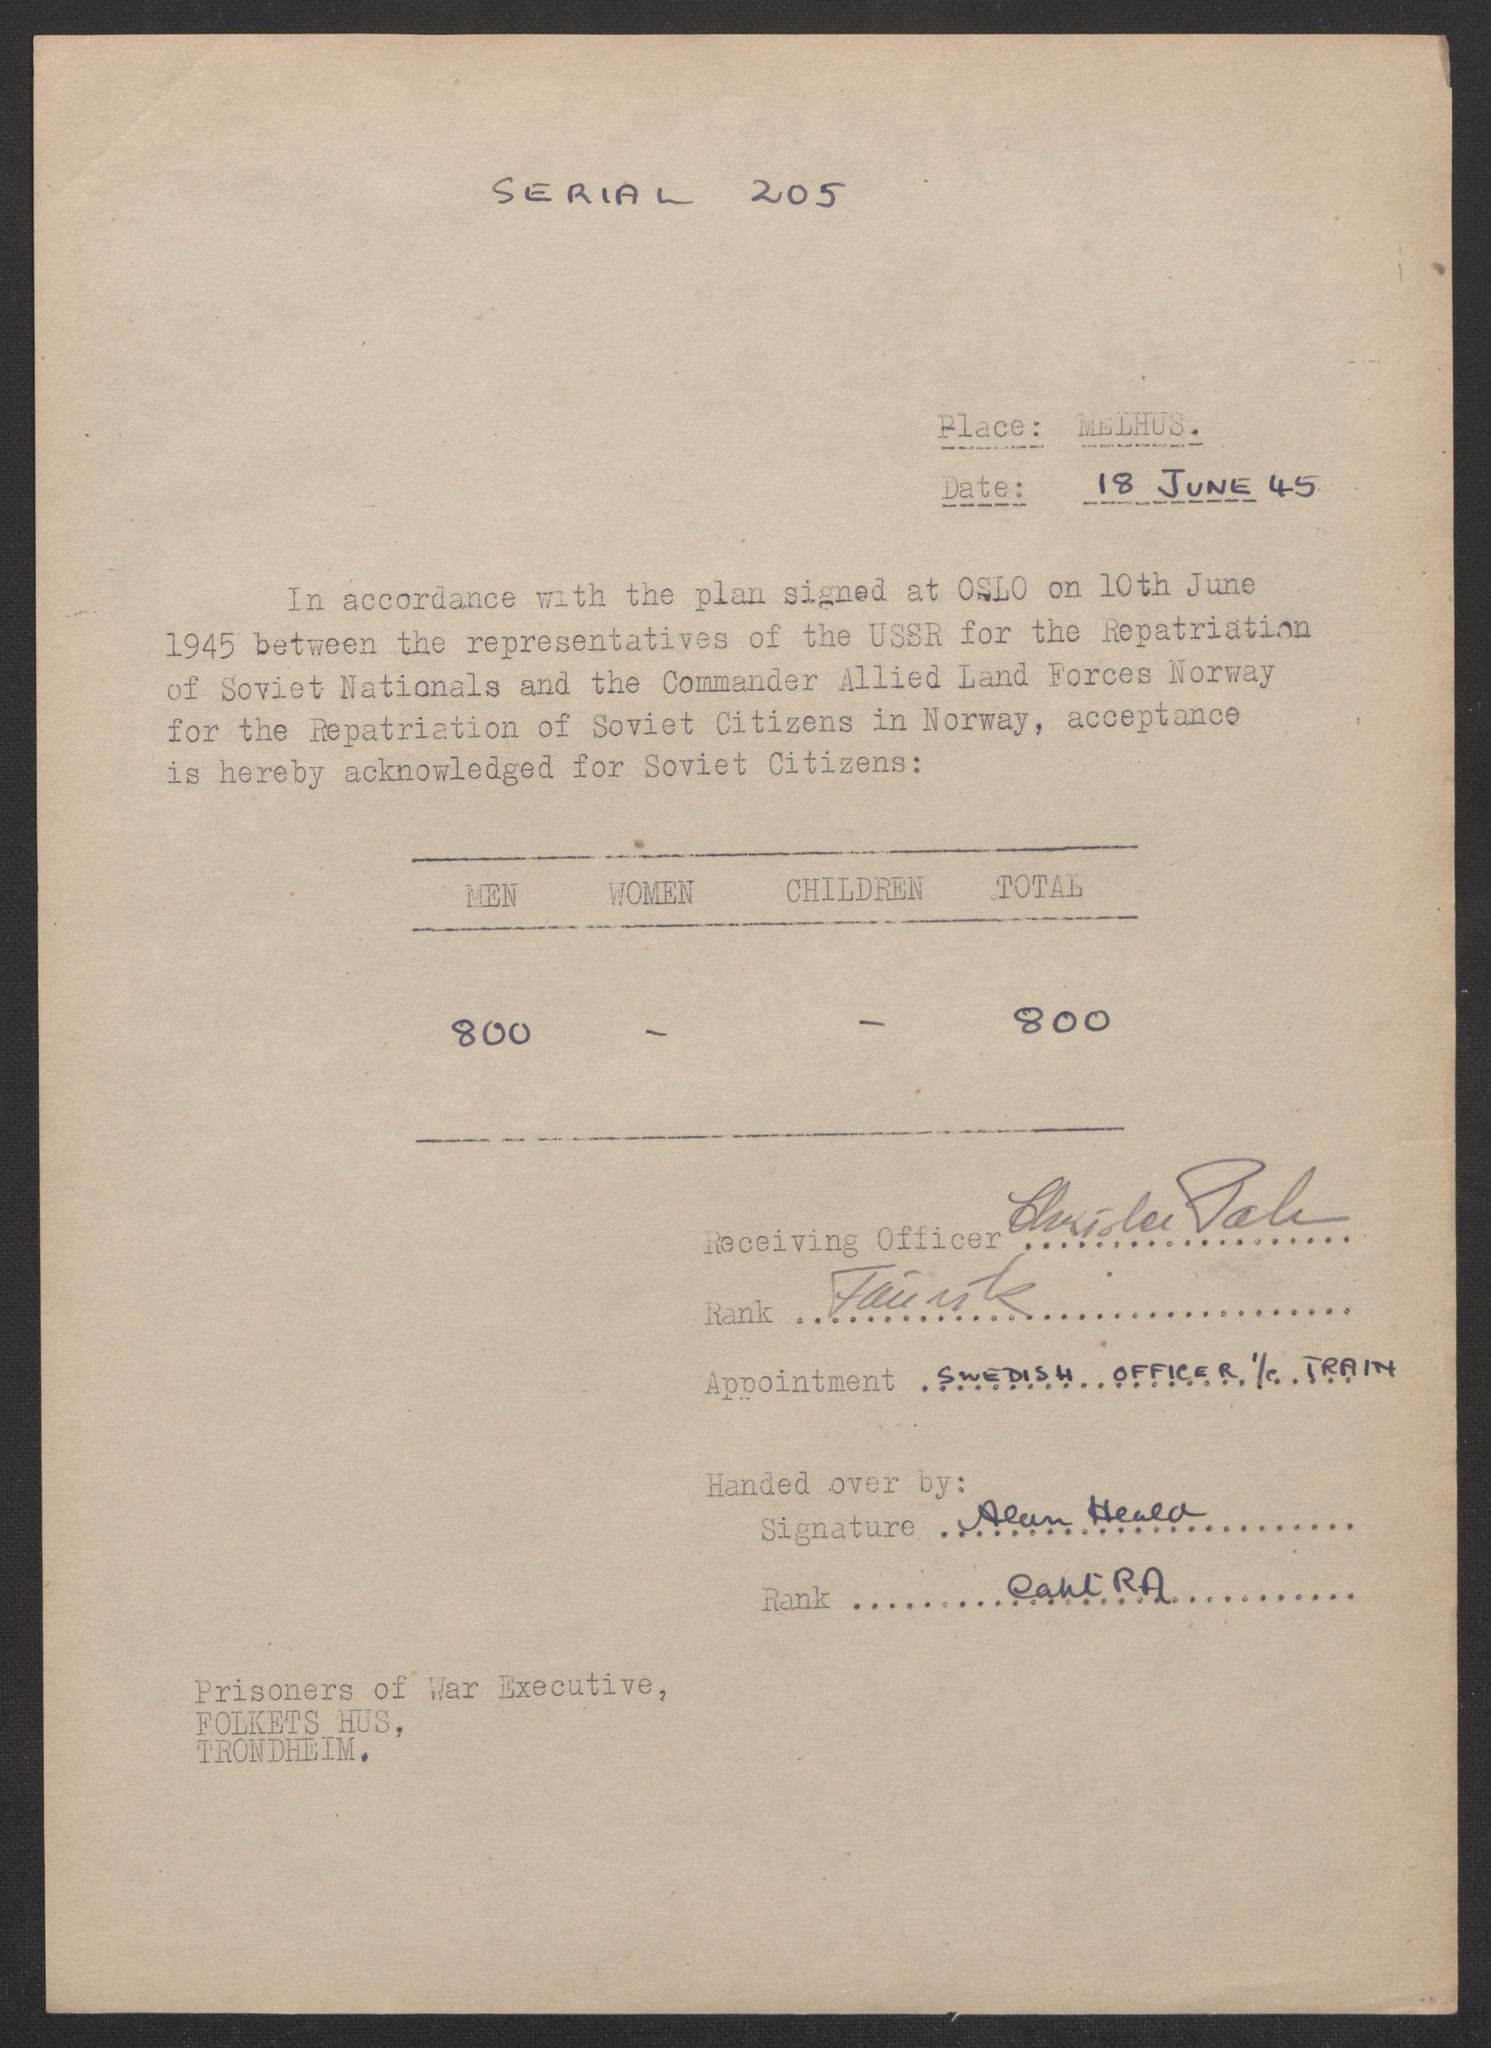 SERIAL 205
Place: MELHUS.
Date: 18 JUNE 45
In accordance with the plan signed at OSLO on 10th June
1945 between the representatives of the USSR for the Repatriation
of Soviet Nationals and the Commander Allied Land Forces Norway
for the Repatriation of Soviet Citizens in Norway, acceptance
is hereby acknowledged for Soviet Citizens:
MEN WOMEN CHILDREN TOTAL
800 - - 800
Receiving Officer
Rank
Appointment SWEDISH OFFICER I/C TRAIN
Handed over by:
Signature Alan Heald
Rank Capt RA
Prisoners of War Executive,
FOLKETS HUS,
TRONDHEIM.